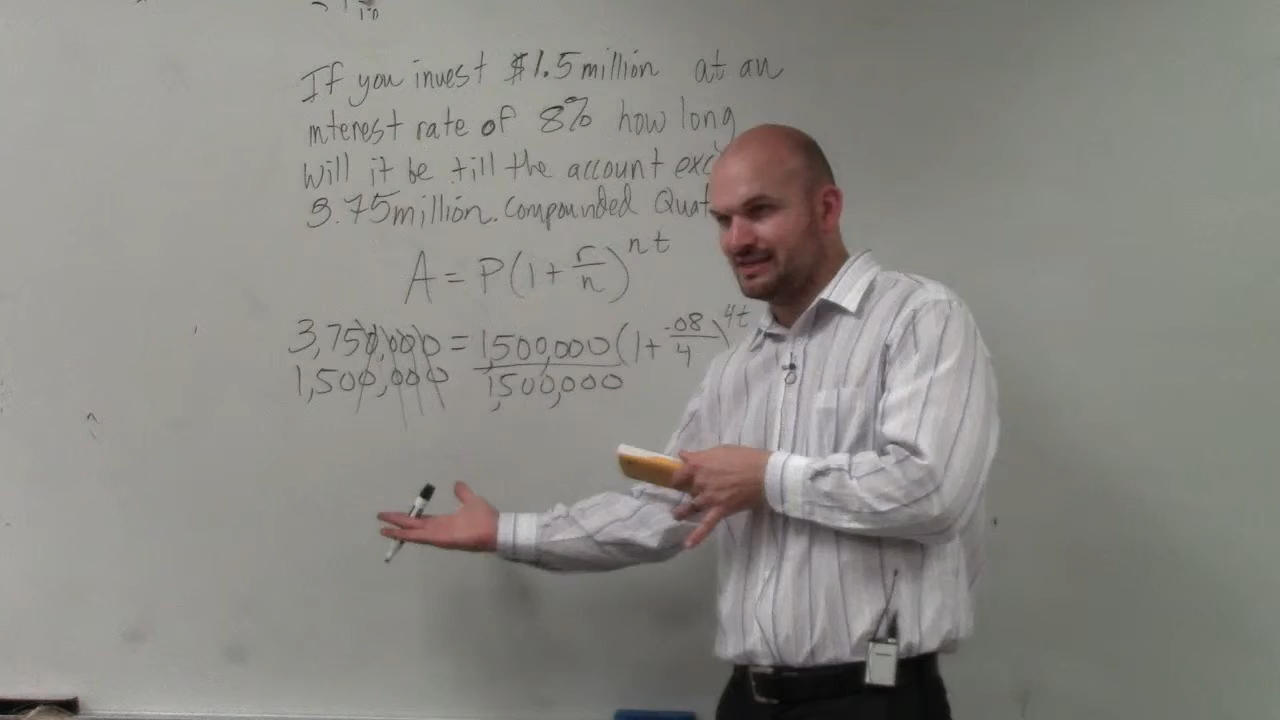 If you invest $1.5 million at an
interest rate of 8% how long
will it be till the account exc
3.75 million. Compounded Quat
A = P(1 + r/n)^nt
3,750,000 = 1,500,000(1 + .08/4)^4t
1,500,000 1,500,000